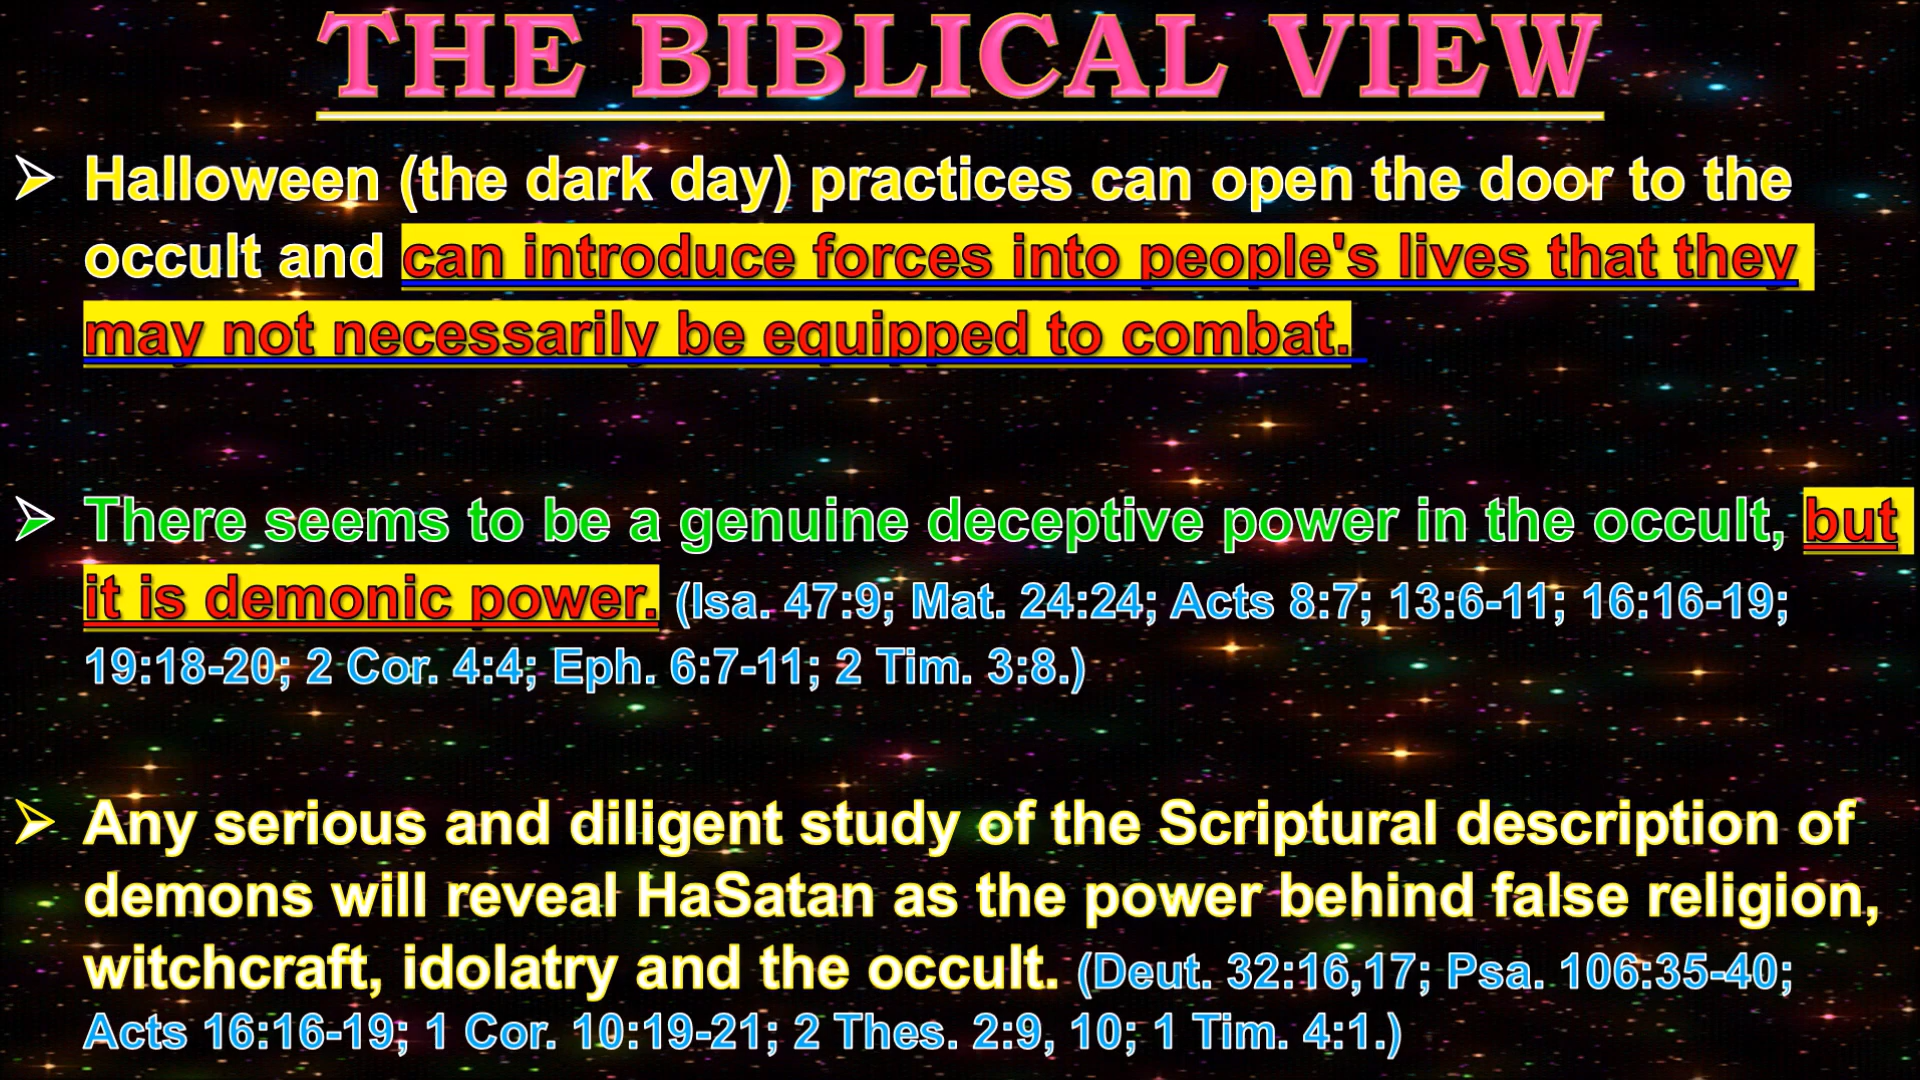 THE BIBLICAL VIEW
➢ Halloween (the dark day) practices can open the door to the
occult and can introduce forces into people's lives that they
may not necessarily be equipped to combat.
➢ There seems to be a genuine deceptive power in the occult, but
it is demonic power. (Isa. 47:9; Mat. 24:24; Acts 8:7; 13:6-11; 16:16-19;
19:18-20; 2 Cor. 4:4; Eph. 6:7-11; 2 Tim. 3:8.)
➢ Any serious and diligent study of the Scriptural description of
demons will reveal HaSatan as the power behind false religion,
witchcraft, idolatry and the occult. (Deut. 32:16,17; Psa. 106:35-40;
Acts 16:16-19; 1 Cor. 10:19-21; 2 Thes. 2:9, 10; 1 Tim. 4:1.)